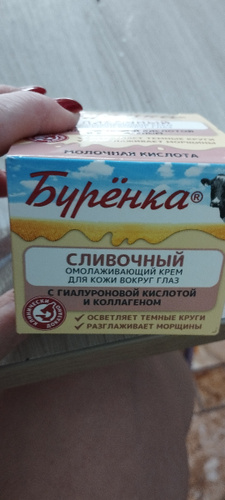 МОЛОЧНАЯ КИСЛОТА
Бурёнка®
СЛИВОЧНЫЙ
ОМОЛАЖИВАЮЩИЙ КРЕМ
ДЛЯ КОЖИ ВОКРУГ ГЛАЗ
С ГИАЛУРОНОВОЙ КИСЛОТОЙ
И КОЛЛАГЕНОМ
ОСВЕТЛЯЕТ ТЕМНЫЕ КРУГИ
РАЗГЛАЖИВАЕТ МОРЩИНЫ